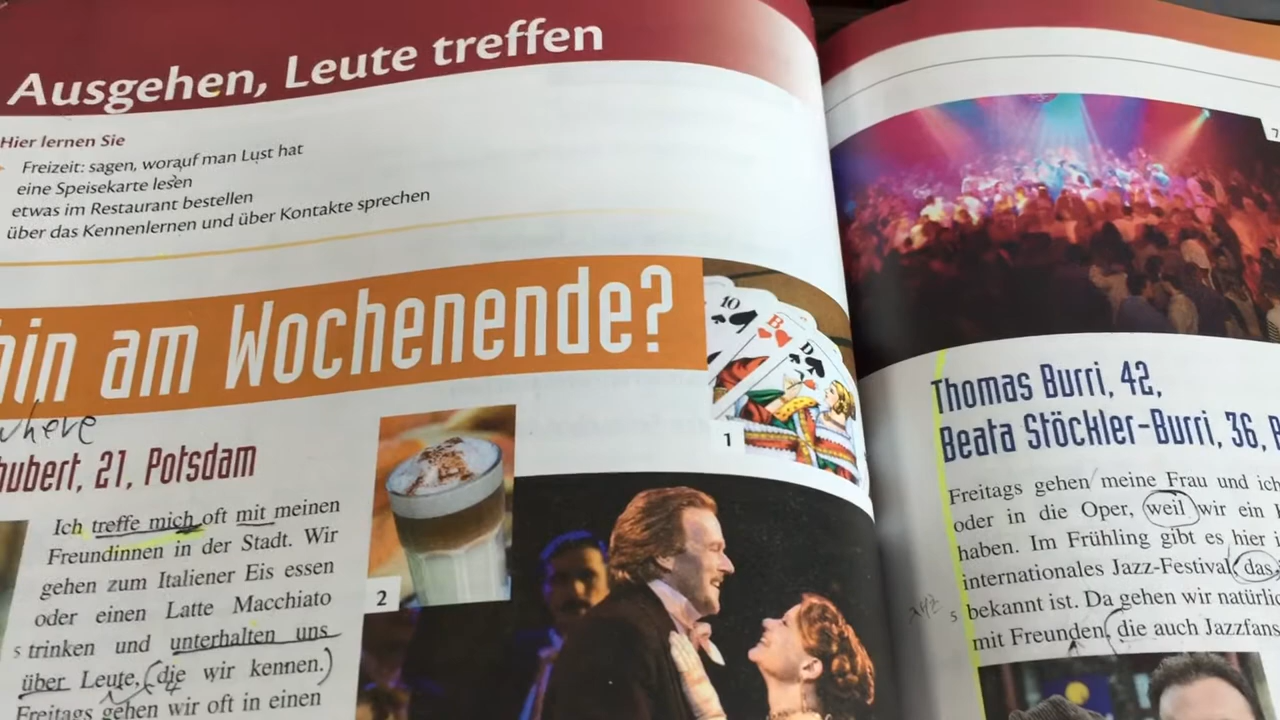 Ausgehen, Leute treffen
Hier lernen Sie
Freizeit: sagen, worauf man Lust hat
eine Speisekarte lesen
etwas im Restaurant bestellen
über das Kennenlernen und über Kontakte sprechen
am Wochenende?
where
21, Potsdam
Ich treffe mich oft mit meinen
Freundinnen in der Stadt. Wir
gehen zum Italiener Eis essen
oder einen Latte Macchiato
5 trinken und unterhalten uns
über Leute, die wir kennen.
Freitags gehen wir oft in einen
10
B
D
1
2
7
Thomas Burri, 42,
Beata Stöckler-Burri, 36,
Freitags gehen meine Frau und ich
oder in die Oper, weil wir ein
haben. Im Frühling gibt es hier
internationales Jazz-Festival, das
5 bekannt ist. Da gehen wir
mit Freunden, die auch Jazzfans